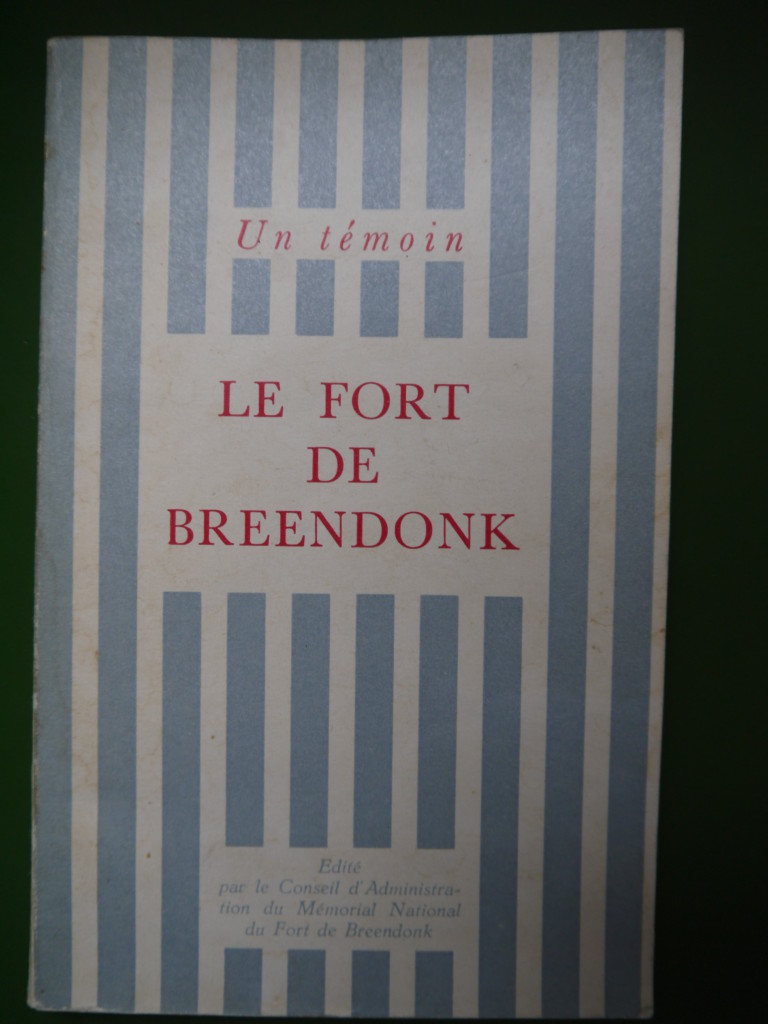 Un témoin
LE FORT
DE
BREENDONK
Edité
par le Conseil d'Administra-
tion du Mémorial National
du Fort de Breendonk